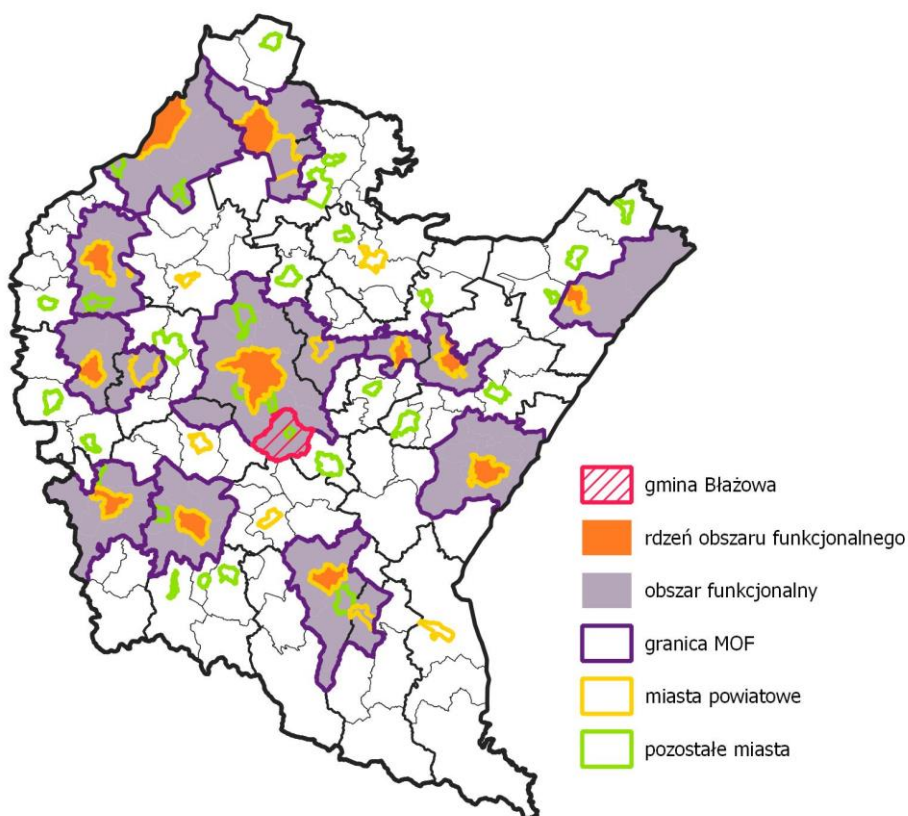 gmina Błażowa
rdzeń obszaru funkcjonalnego
obszar funkcjonalny
granica MOF
miasta powiatowe
pozostałe miasta